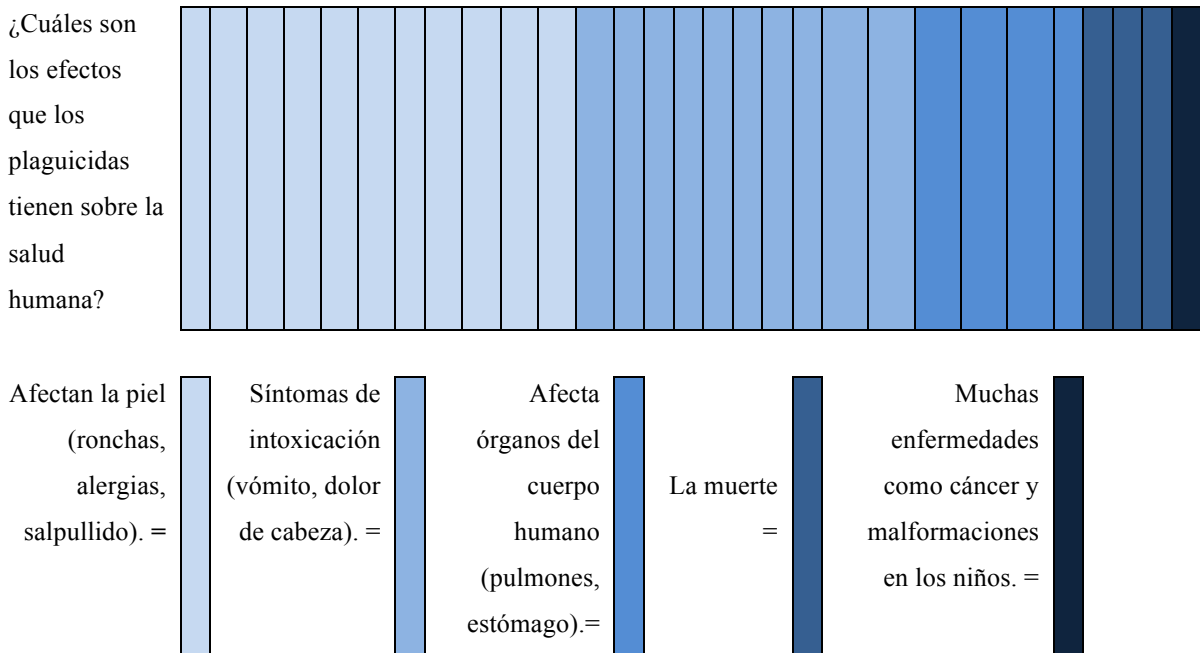 ¿Cuáles son
los efectos
que los
plaguicidas
tienen sobre la
salud
humana?
Afectan la piel
(ronchas,
alergias,
salpullido). =
Síntomas de
intoxicación
(vómito, dolor
de cabeza). =
Afecta
órganos del
cuerpo
humano
(pulmones,
estómago).=
La muerte
=
Muchas
enfermedades
como cáncer y
malformaciones
en los niños. =